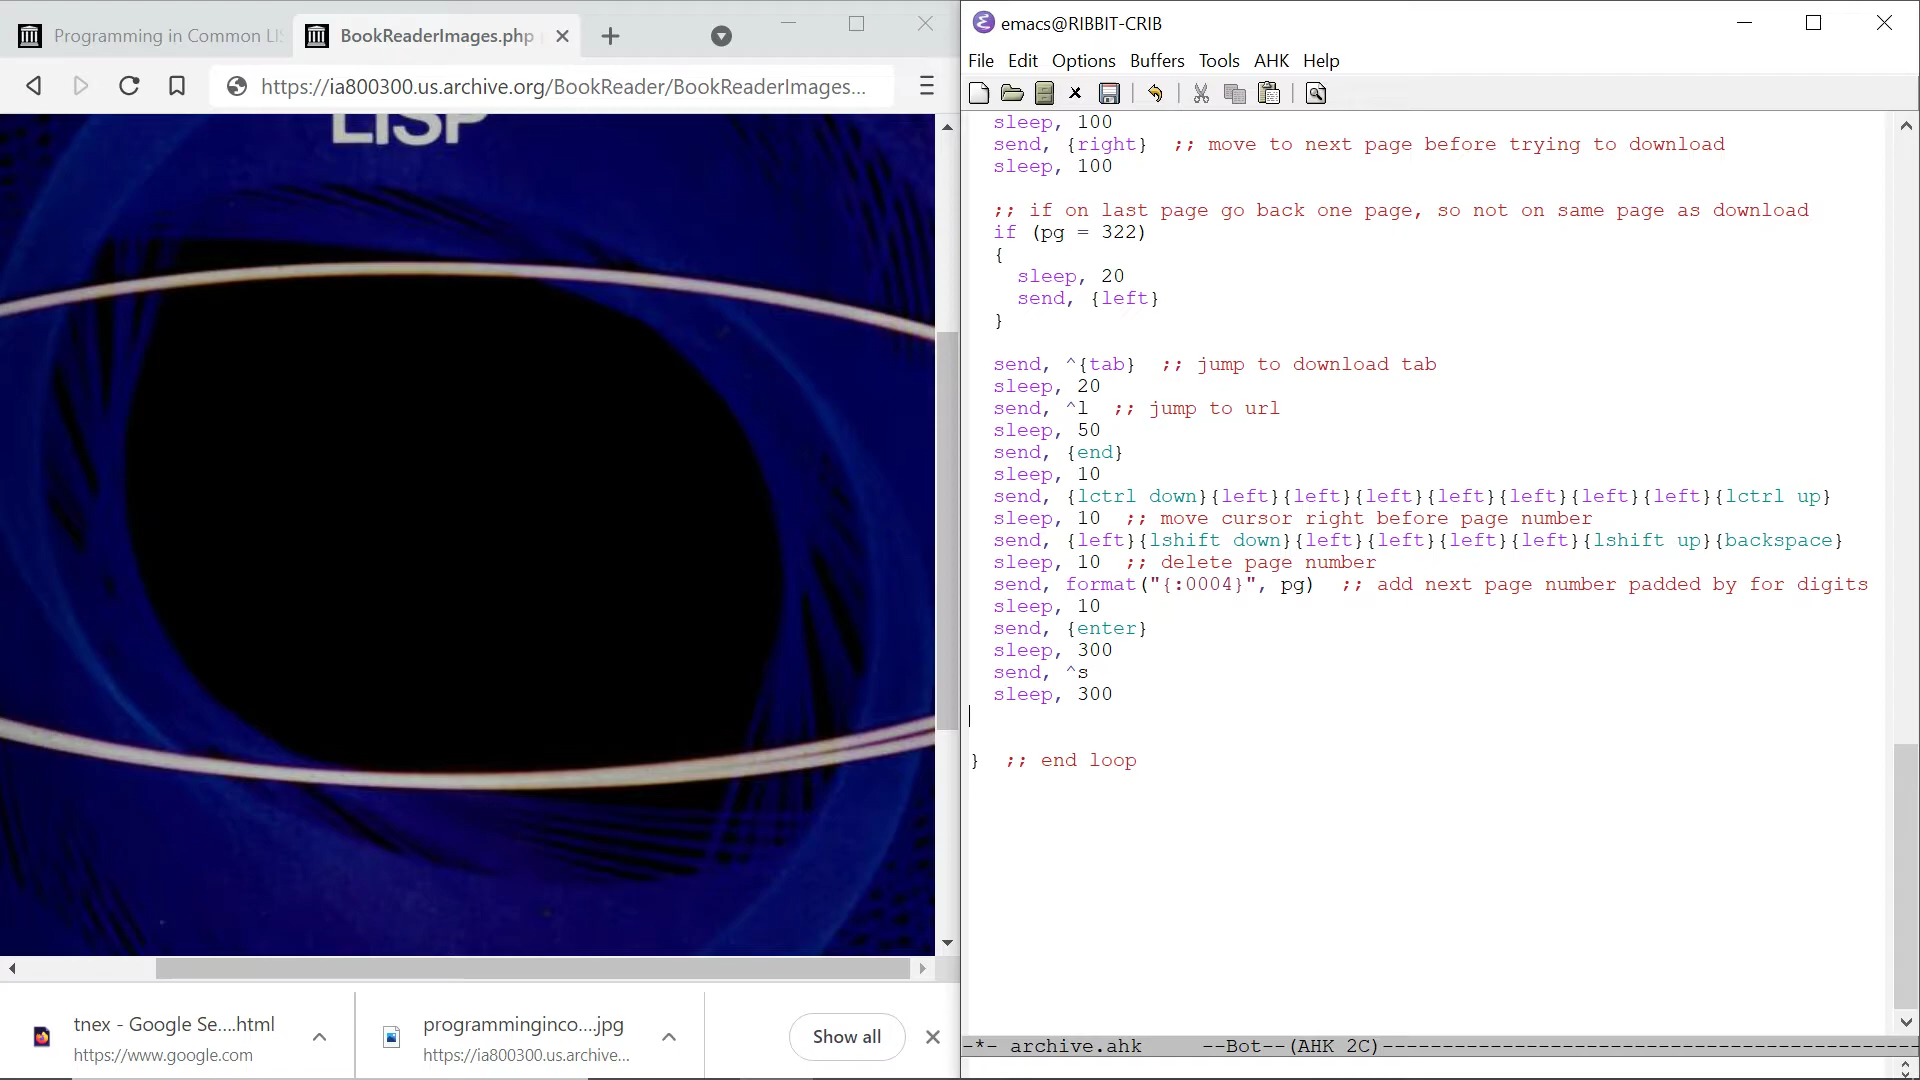 Programming in Common LI
BookReaderImages.php
https://ia800300.us.archive.org/BookReader/BookReaderImages...
LISP
tnex - Google Se....html
https://www.google.com
programminginco....jpg
https://ia800300.us.archive...
Show all
emacs@RIBBIT-CRIB
File Edit Options Buffers Tools AHK Help
sleep, 100
send, {right}  ;; move to next page before trying to download
sleep, 100
;; if on last page go back one page, so not on same page as download
if (pg = 322)
{
sleep, 20
send, {left}
}
send, ^{tab}  ;; jump to download tab
sleep, 20
send, ^l  ;; jump to url
sleep, 50
send, {end}
sleep, 10
send, {lctrl down}{left}{left}{left}{left}{left}{left}{left}{lctrl up}
sleep, 10  ;; move cursor right before page number
send, {left}{lshift down}{left}{left}{left}{left}{lshift up}{backspace}
sleep, 10  ;; delete page number
send, format("{:0004}", pg)  ;; add next page number padded by for digits
sleep, 10
send, {enter}
sleep, 300
send, ^s
sleep, 300
}  ;; end loop
-*- archive.ahk     --Bot--(AHK 2C)--------------------------------------------